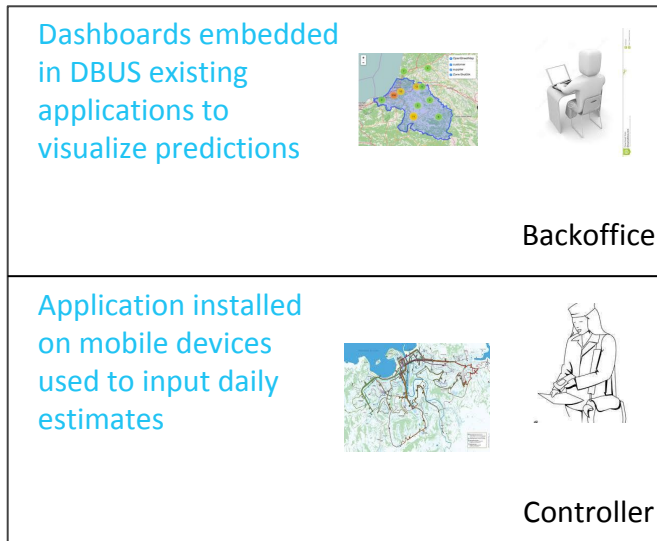 Dashboards embedded
in DBUS existing
applications to
visualize predictions
Backoffice
Application installed
on mobile devices
used to input daily
estimates
Controller